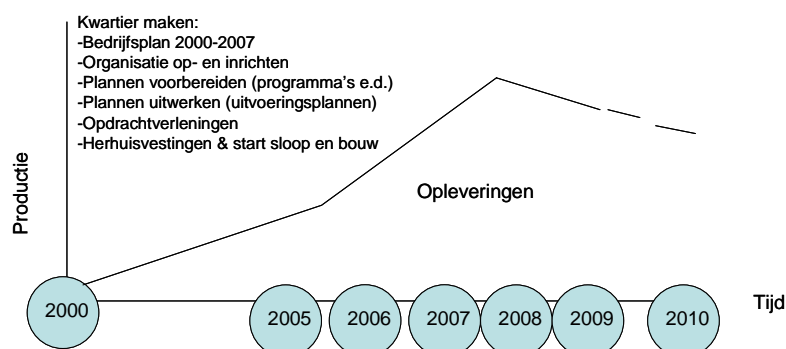 Kwartier maken:
-Bedrijfsplan 2000-2007
-Organisatie op- en inrichten
-Plannen voorbereiden (programma's e.d.)
-Plannen uitwerken (uitvoeringsplannen)
-Opdrachtverleningen
-Herhuisvestingen & start sloop en bouw
Productie
Opleveringen
2000
2005
2006
2007
2008
2009
2010
Tijd